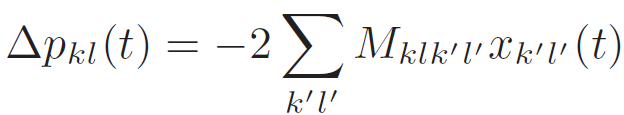 Δp_{kl}(t) = −2 ∑_{k′l′} M_{klk′l′} x_{k′l′}(t)